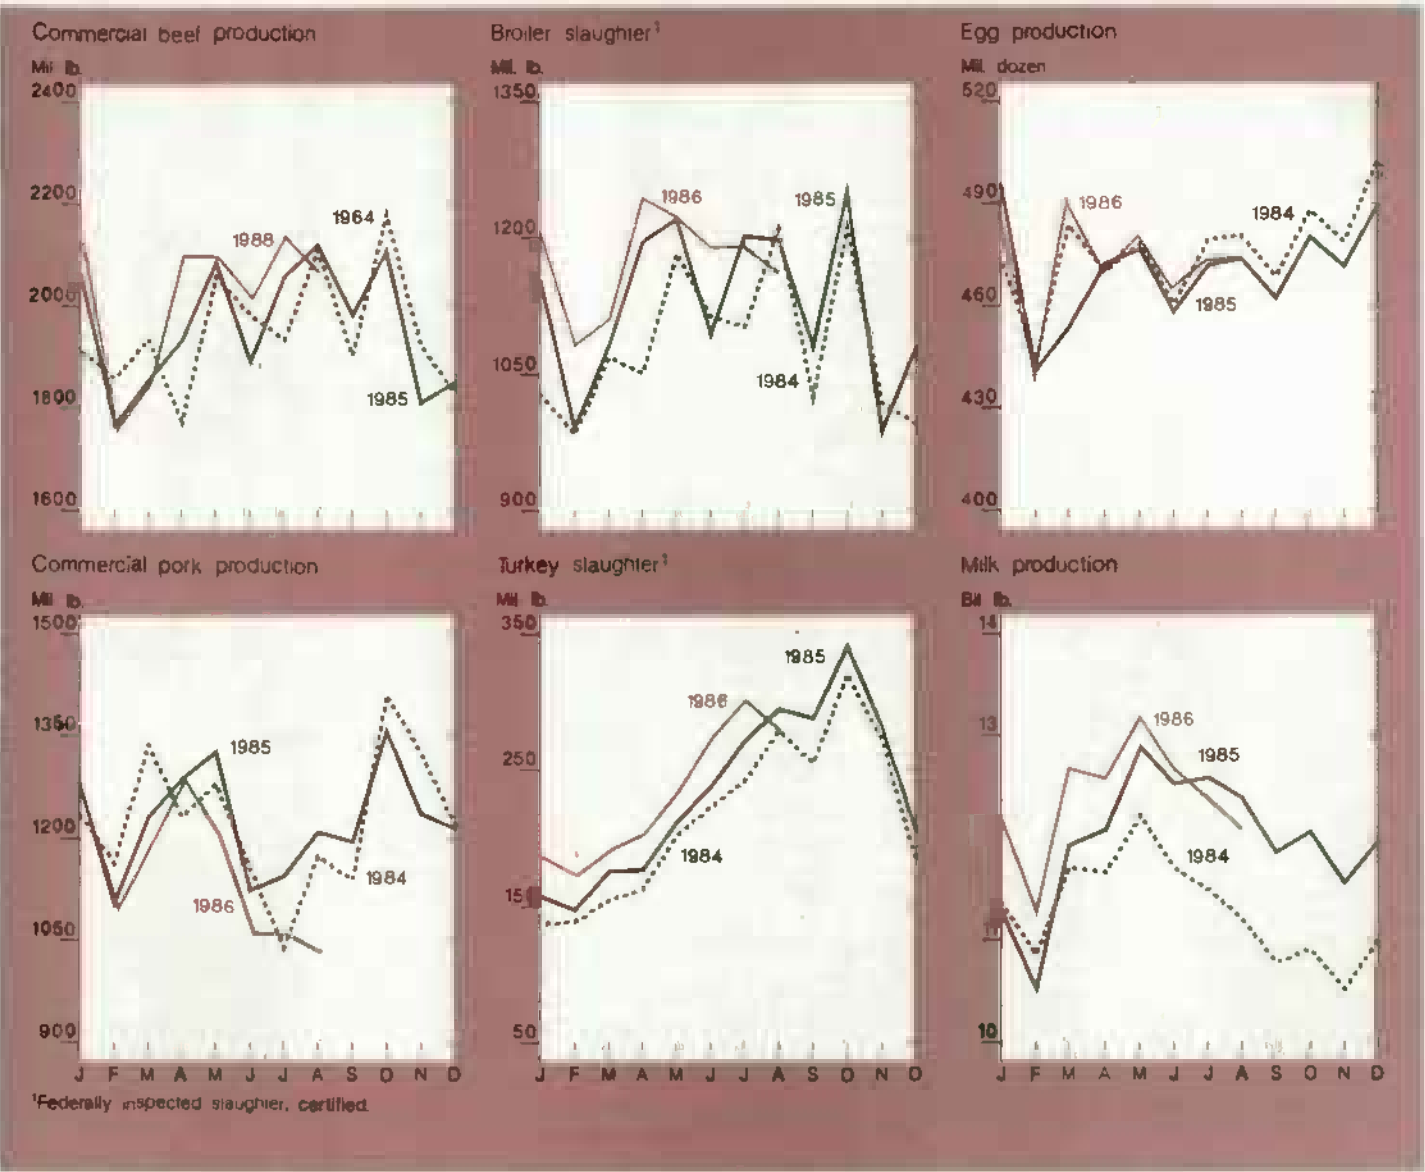 Commercial beef production
Mil lb.
2400
2200
2000
1800
1600
1964
1988
1985
Broiler slaughter¹
Mil. lb.
1350
1200
1050
900
1986
1985
1984
Egg production
Mil. dozen
520
490
460
430
400
1986
1984
1985
Commercial pork production
Mil lb.
1500
1350
1200
1050
900
1985
1984
1986
J F M A M J J A S O N D
Turkey slaughter¹
Mil lb.
350
250
15
50
1985
1986
1984
J F M A M J J A S O N D
Milk production
Bil lb.
14
13
11
10
1986
1985
1984
J F M A M J J A S O N D
¹Federally inspected slaughter, certified.